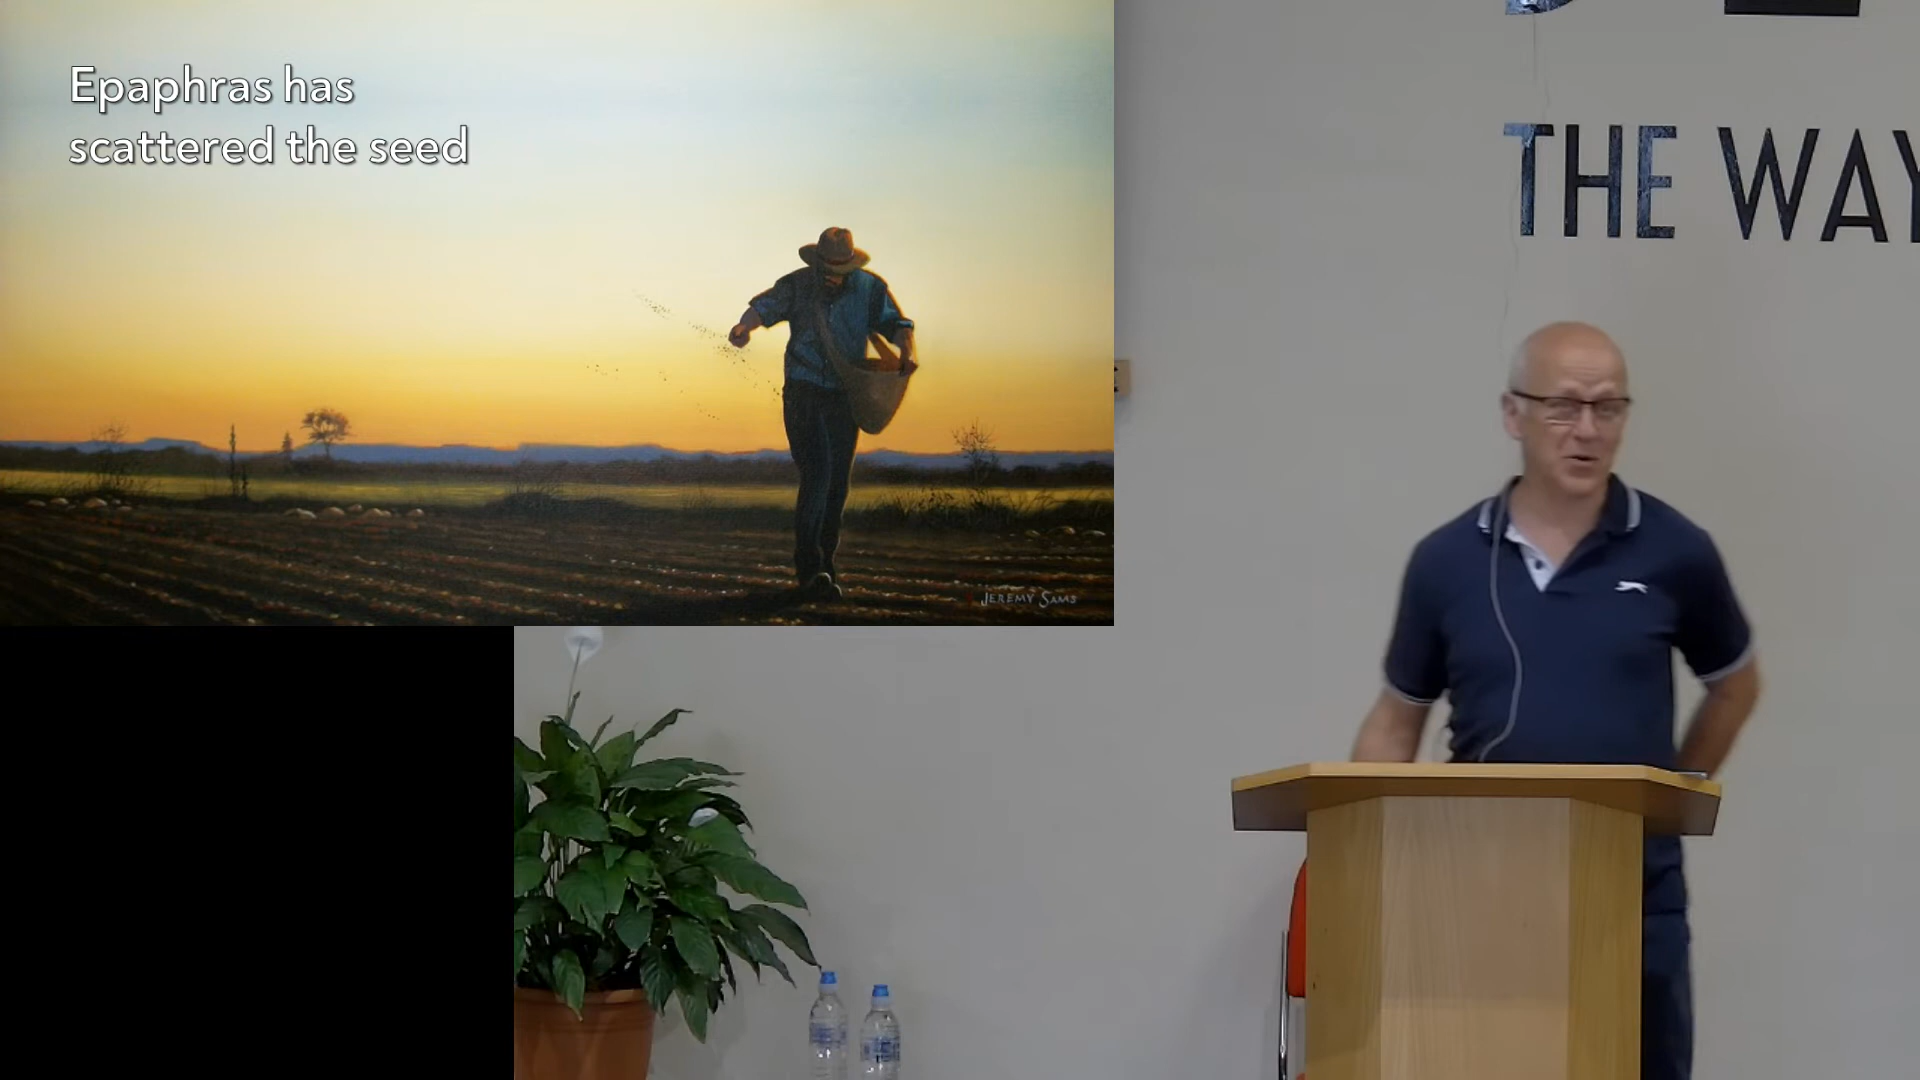 Epaphras has
scattered the seed
JEREMY SAMS
THE WAY